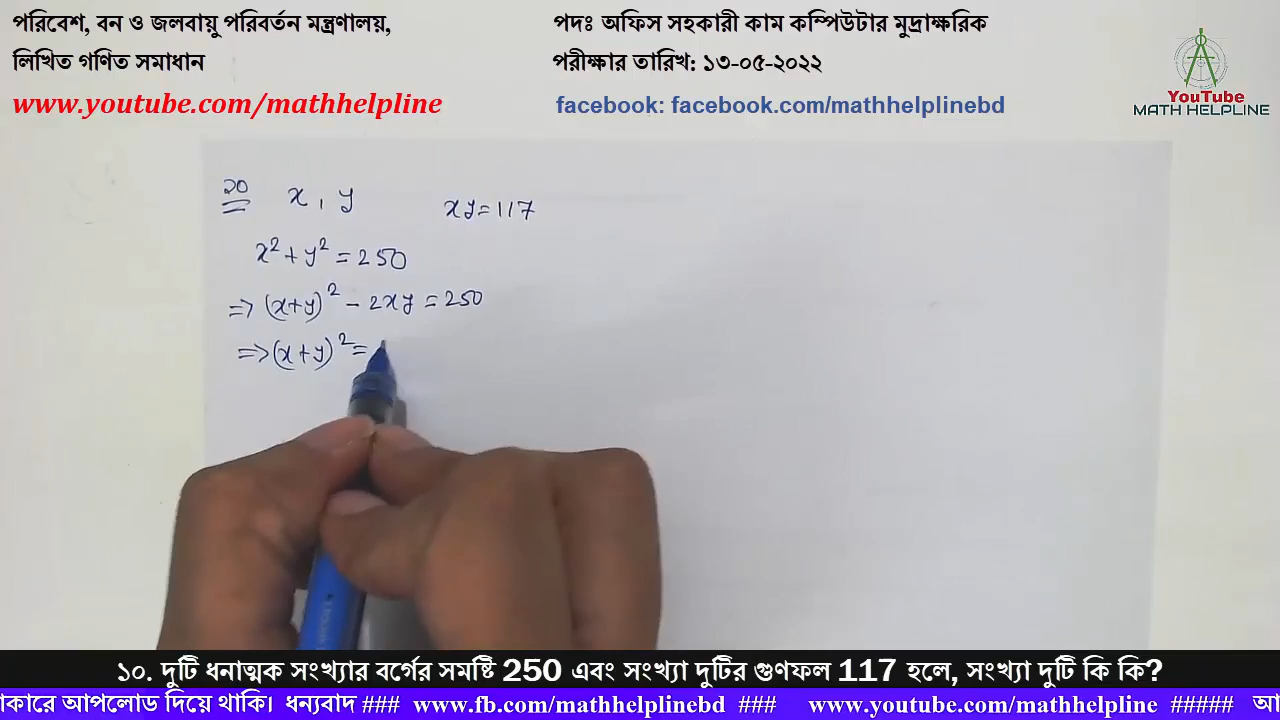 পরিবেশ, বন ও জলবায়ু পরিবর্তন মন্ত্রণালয়,
লিখিত গণিত সমাধান
www.youtube.com/mathhelpline
পদঃ অফিস সহকারী কাম কম্পিউটার মুদ্রাক্ষরিক
পরীক্ষার তারিখ: ১৩-০৫-২০২২
facebook: facebook.com/mathhelplinebd
YouTube
MATH HELPLINE
১০ x, y xy=117
x² + y² = 250
⇒ (x+y)² − 2xy = 250
⇒ (x+y)² =
১০. দুটি ধনাত্মক সংখ্যার বর্গের সমষ্টি 250 এবং সংখ্যা দুটির গুণফল 117 হলে, সংখ্যা দুটি কি কি?
কারে আপলোড দিয়ে থাকি। ধন্যবাদ ### www.fb.com/mathhelplinebd ### www.youtube.com/mathhelpline #####